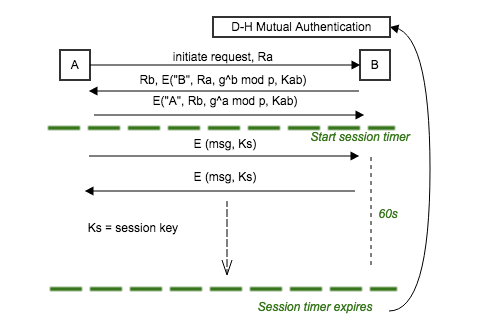 D-H Mutual Authentication
A
initiate request, Ra
B
Rb, E("B", Ra, g^b mod p, Kab)
E("A", Rb, g^a mod p, Kab)
Start session timer
E (msg, Ks)
E (msg, Ks)
60s
Ks = session key
Session timer expires